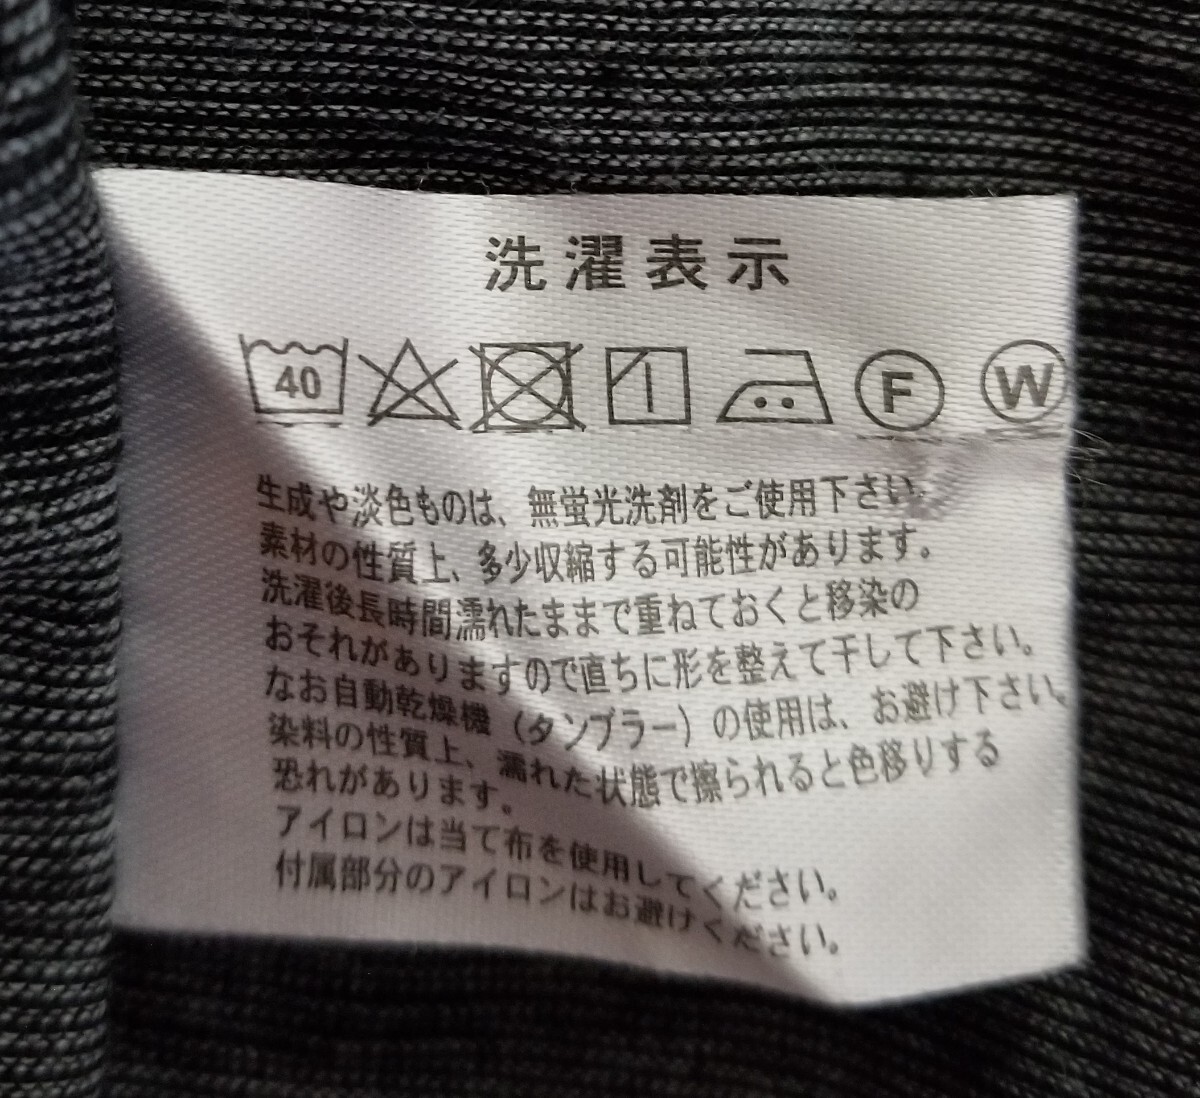 洗濯表示
40 F W
生成や淡色ものは、無蛍光洗剤をご使用下さい。
素材の性質上、多少収縮する可能性があります。
洗濯後長時間濡れたままで重ねておくと移染の
おそれがありますので直ちに形を整えて干して下さい。
なお自動乾燥機（タンブラー）の使用は、お避け下さい。
染料の性質上、濡れた状態で擦られると色移りする
恐れがあります。
アイロンは当て布を使用してください。
付属部分のアイロンはお避けください。